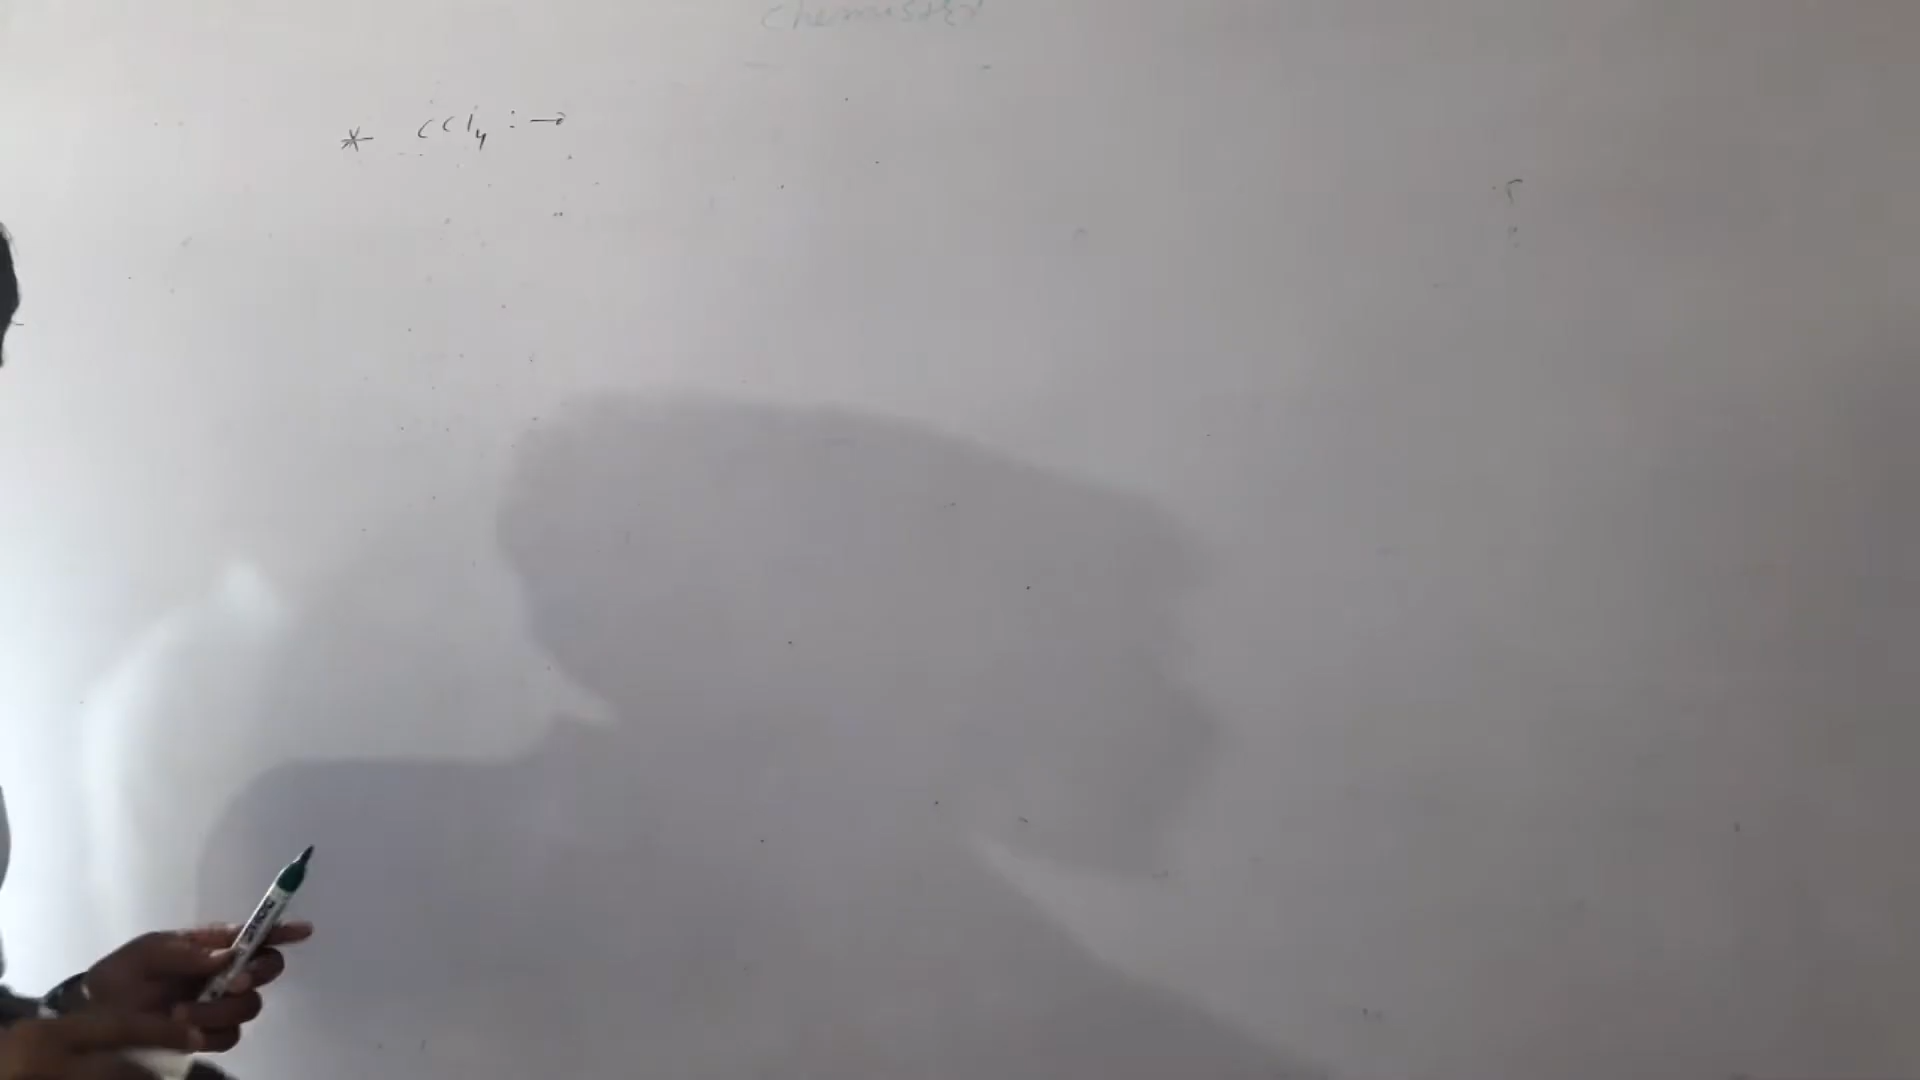 Chemistry
* CCl4 : →